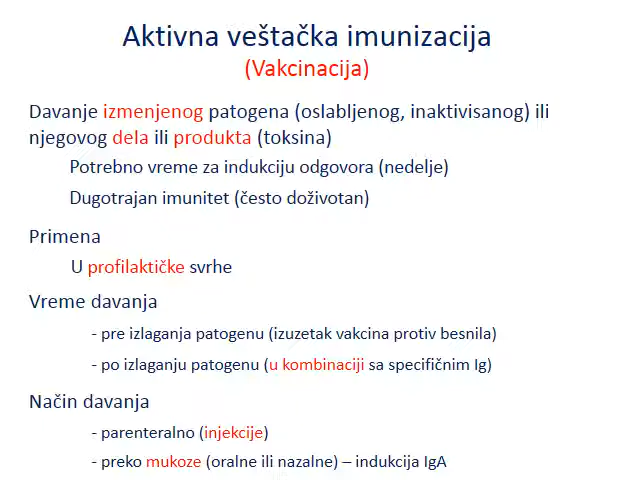 Aktivna veštačka imunizacija
(Vakcinacija)
Davanje izmenjenog patogena (oslabljenog, inaktivisanog) ili
njegovog dela ili produkta (toksina)
Potrebno vreme za indukciju odgovora (nedelje)
Dugotrajan imunitet (često doživotan)
Primena
U profilaktičke svrhe
Vreme davanja
- pre izlaganja patogenu (izuzetak vakcina protiv besnila)
- po izlaganju patogenu (u kombinaciji sa specifičnim Ig)
Način davanja
- parenteralno (injekcije)
- preko mukoze (oralne ili nazalne) – indukcija IgA